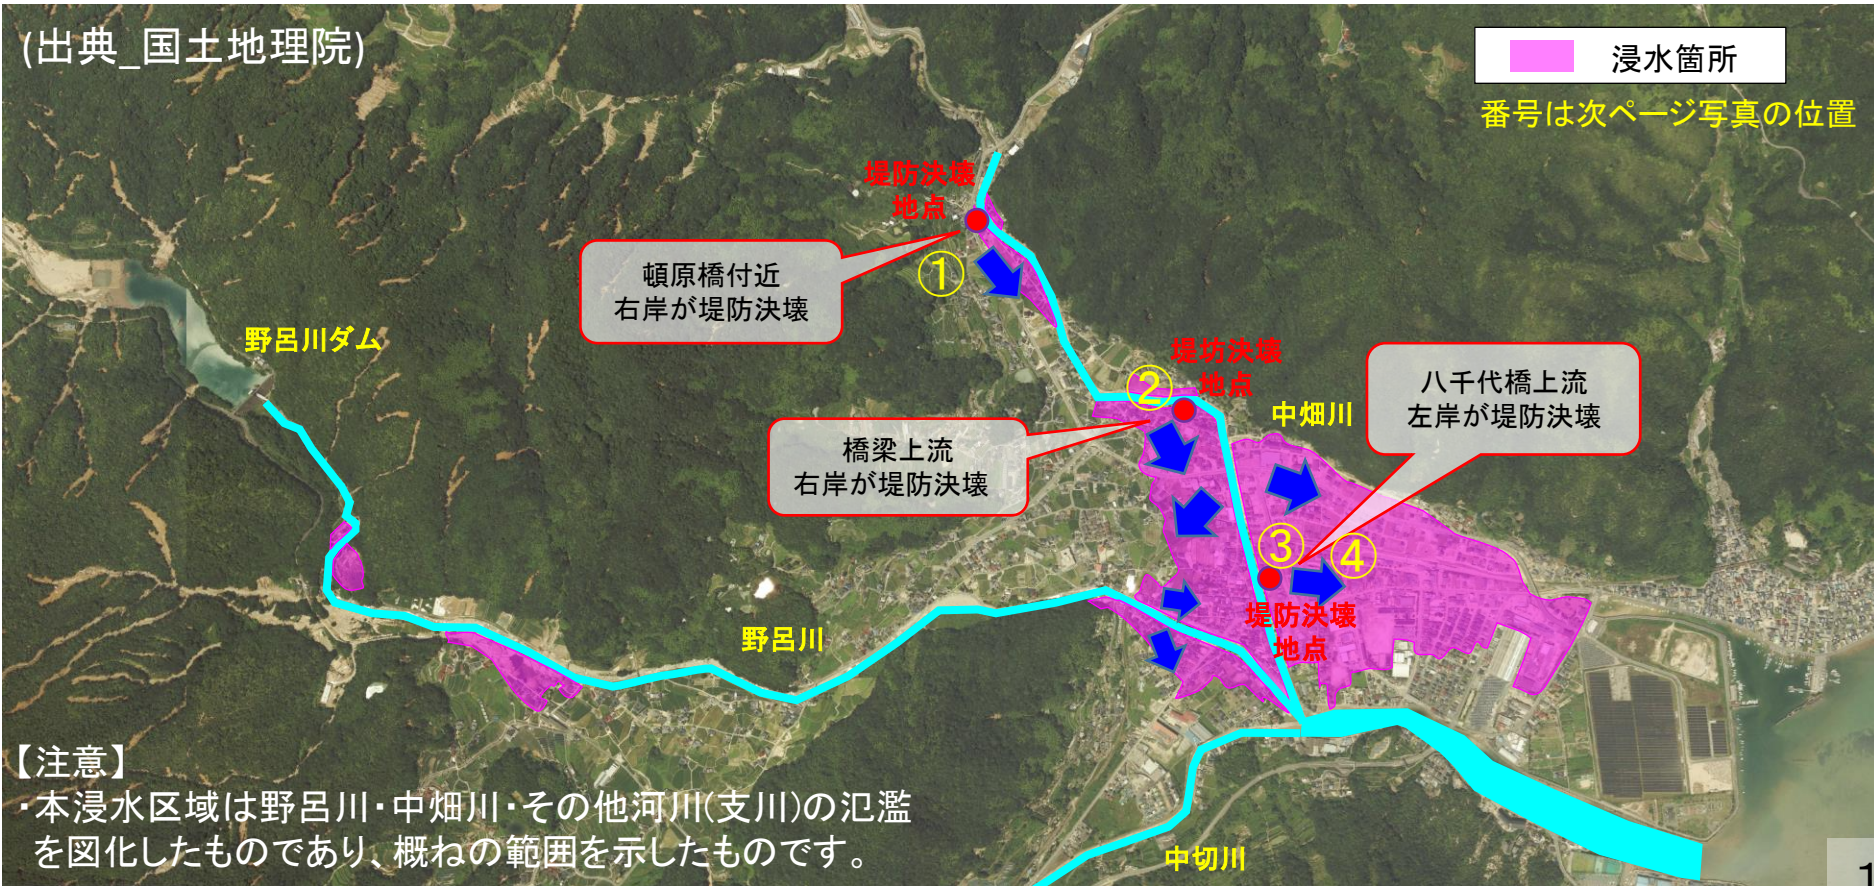 (出典_国土地理院)
浸水箇所
番号は次ページ写真の位置
堤防決壊
地点
頓原橋付近
右岸が堤防決壊
①
野呂川ダム
堤坊決壊
地点
②
中畑川
八千代橋上流
左岸が堤防決壊
橋梁上流
右岸が堤防決壊
③
④
堤防決壊
地点
野呂川
【注意】
・本浸水区域は野呂川・中畑川・その他河川(支川)の氾濫
を図化したものであり、概ねの範囲を示したものです。
中切川
1